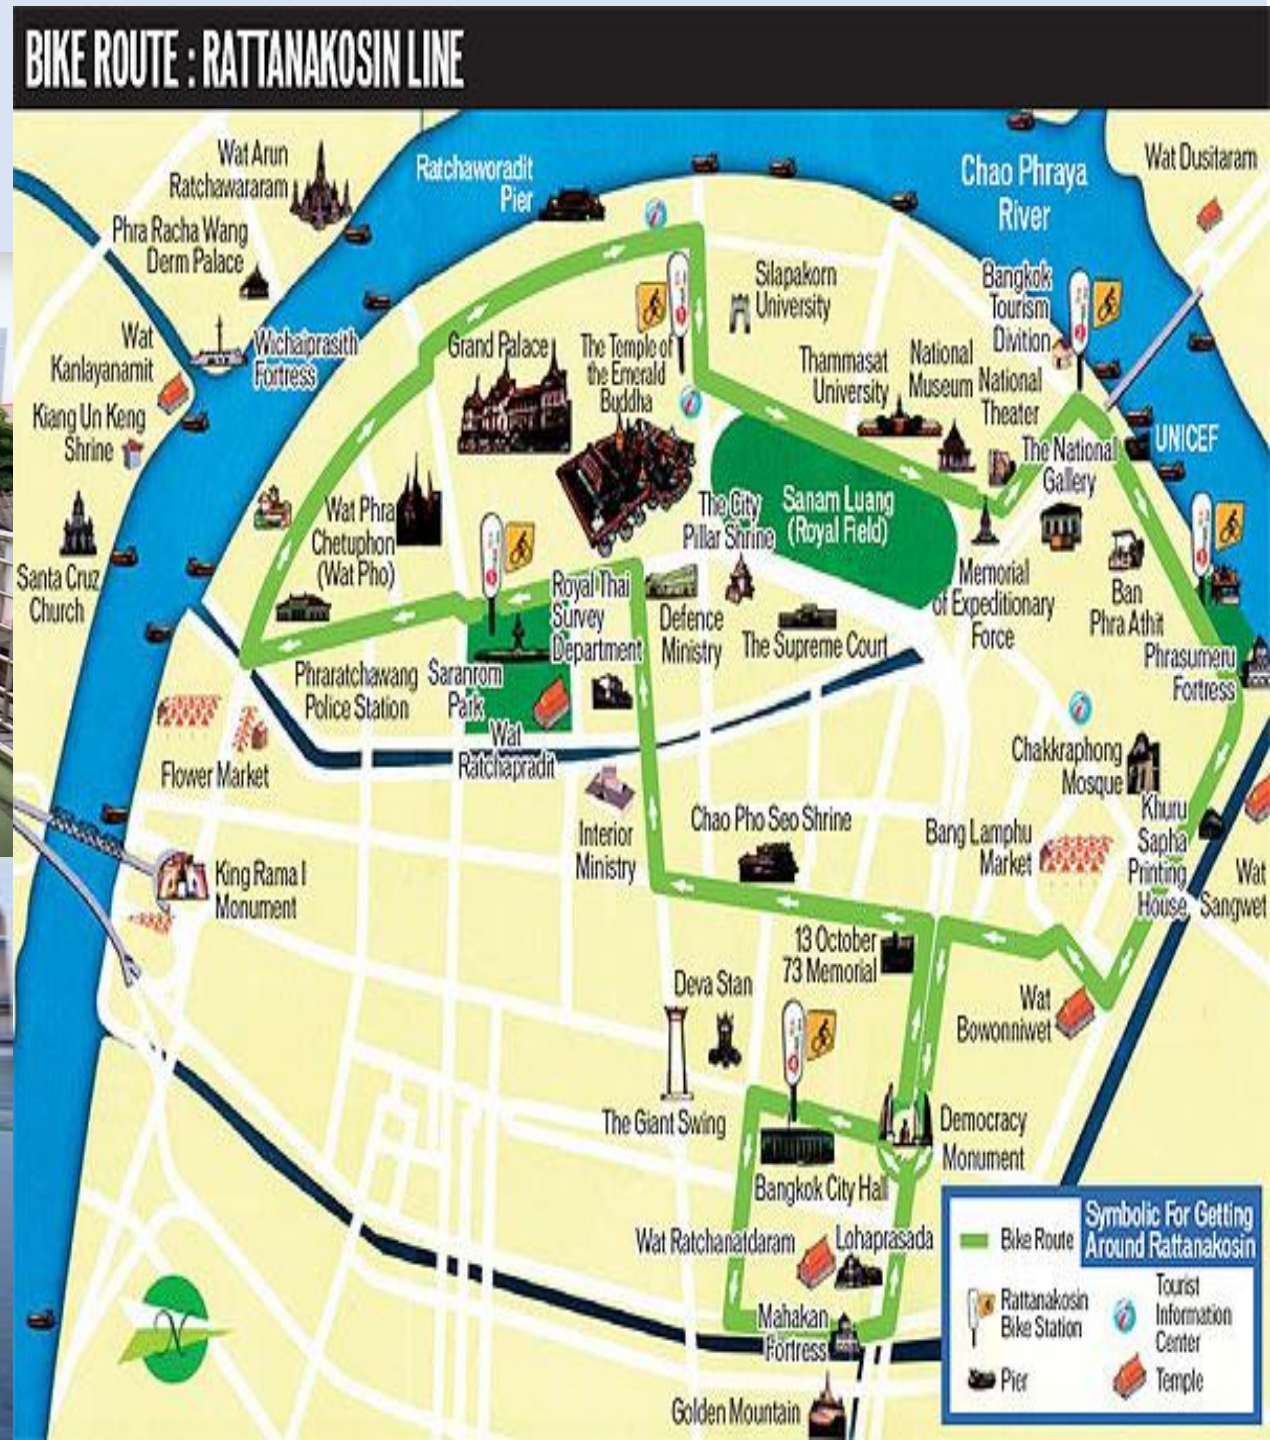 BIKE ROUTE : RATTANAKOSIN LINE
Wat Arun
Ratchawararam
Ratchaworadit
Pier
Chao Phraya
River
Wat Dusitaram
Phra Racha Wang
Derm Palace
Silapakorn
University
Bangkok
Tourism
Divition
Wat
Kanlayanamit
Wichaiprasith
Fortress
Grand Palace
The Temple of
the Emerald
Buddha
Thammasat
University
National
Museum
National
Theater
Kiang Un Keng
Shrine
The National
Gallery
UNICEF
Wat Phra
Chetuphon
(Wat Pho)
The City
Pillar Shrine
Sanam Luang
(Royal Field)
Santa Cruz
Church
Royal Thai
Survey
Department
Defence
Ministry
The Supreme Court
Memorial
of Expeditionary
Force
Ban
Phra Athit
Phrasumeru
Fortress
Phraratchawang
Police Station
Saranrom
Park
Wat
Ratchapradit
Flower Market
Chakkraphong
Mosque
Interior
Ministry
Chao Pho Seo Shrine
Bang Lamphu
Market
Khuru
Sapha
Printing
House
Wat
Sangwet
King Rama I
Monument
13 October
73 Memorial
Deva Stan
Wat
Bowonniwet
The Giant Swing
Democracy
Monument
Bangkok City Hall
Wat Ratchanatdaram
Lohaprasada
Mahakan
Fortress
Golden Mountain
N
Symbolic For Getting
Around Rattanakosin
Bike Route
Rattanakosin
Bike Station
Tourist
Information
Center
Pier
Temple